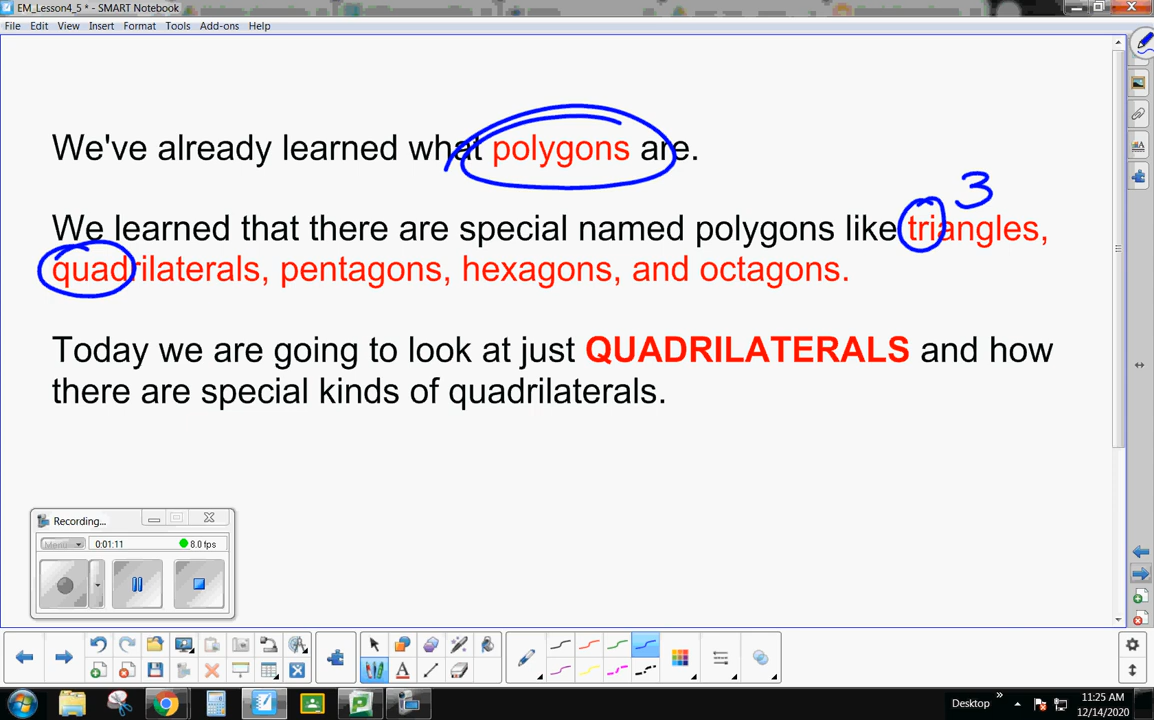 EM_Lesson4_5 * - SMART Notebook
File Edit View Insert Format Tools Add-ons Help
We've already learned what polygons are.
3
We learned that there are special named polygons like triangles,
quadrilaterals, pentagons, hexagons, and octagons.
Today we are going to look at just QUADRILATERALS and how
there are special kinds of quadrilaterals.
Recording...
Menu 0:01:11 8.0 fps
Desktop
11:25 AM
12/14/2020